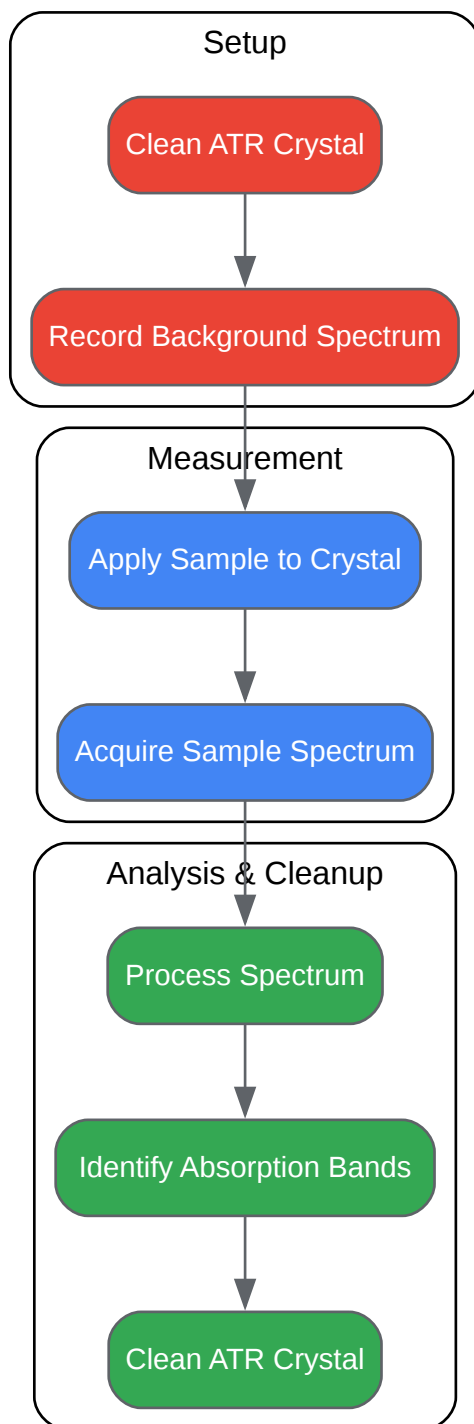 Setup
Clean ATR Crystal
Record Background Spectrum
Measurement
Apply Sample to Crystal
Acquire Sample Spectrum
Analysis & Cleanup
Process Spectrum
Identify Absorption Bands
Clean ATR Crystal